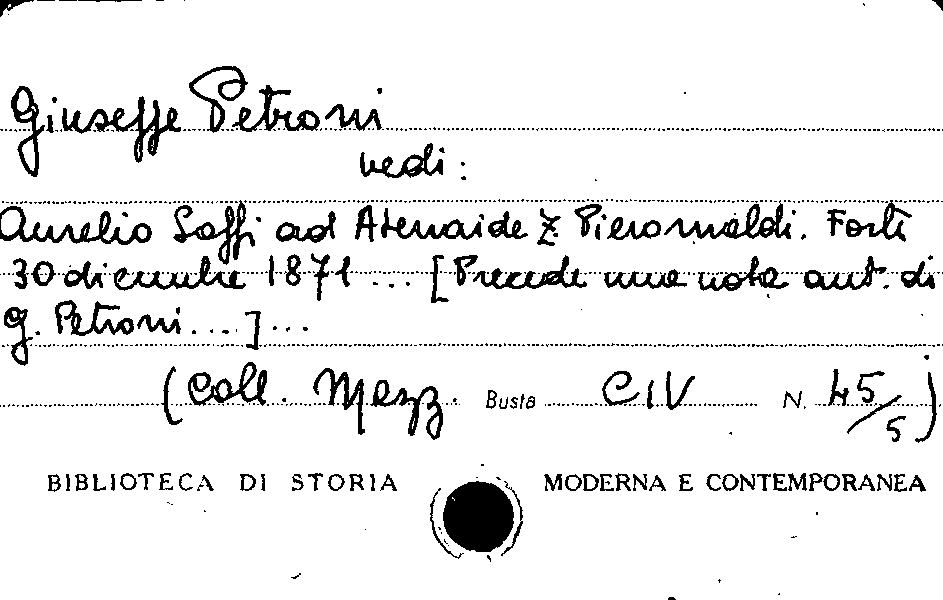 Giuseppe Petroni
vedi:
Aurelio Saffi ad Atenaide Z. Pieromaldi. Forlì
30 dicembre 1871 ... [Precede una nota aut. di
G. Petroni ... ] ...
(Coll. Mezz. Busta CIV N. 45/5)
BIBLIOTECA DI STORIA MODERNA E CONTEMPORANEA